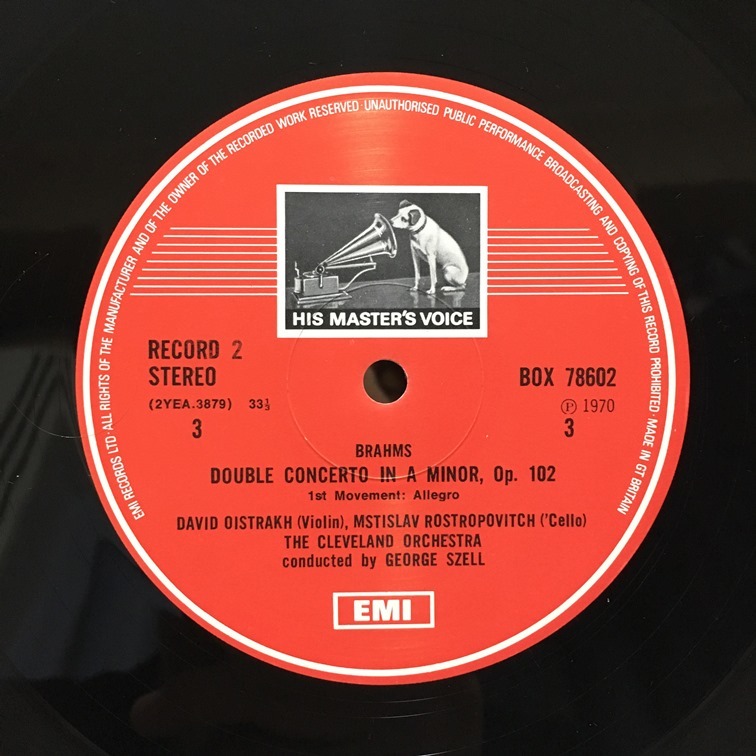 EMI RECORDS LTD · ALL RIGHTS OF THE MANUFACTURER AND OF THE OWNER OF THE RECORDED WORK RESERVED · UNAUTHORISED PUBLIC PERFORMANCE BROADCASTING AND COPYING OF THIS RECORD PROHIBITED · MADE IN GT BRITAIN
HIS MASTER'S VOICE
RECORD 2
STEREO
(2YEA.3879) 33⅓
3
BOX 78602
Ⓟ 1970
3
BRAHMS
DOUBLE CONCERTO IN A MINOR, Op. 102
1st Movement: Allegro
DAVID OISTRAKH (Violin), MSTISLAV ROSTROPOVITCH ('Cello)
THE CLEVELAND ORCHESTRA
conducted by GEORGE SZELL
EMI